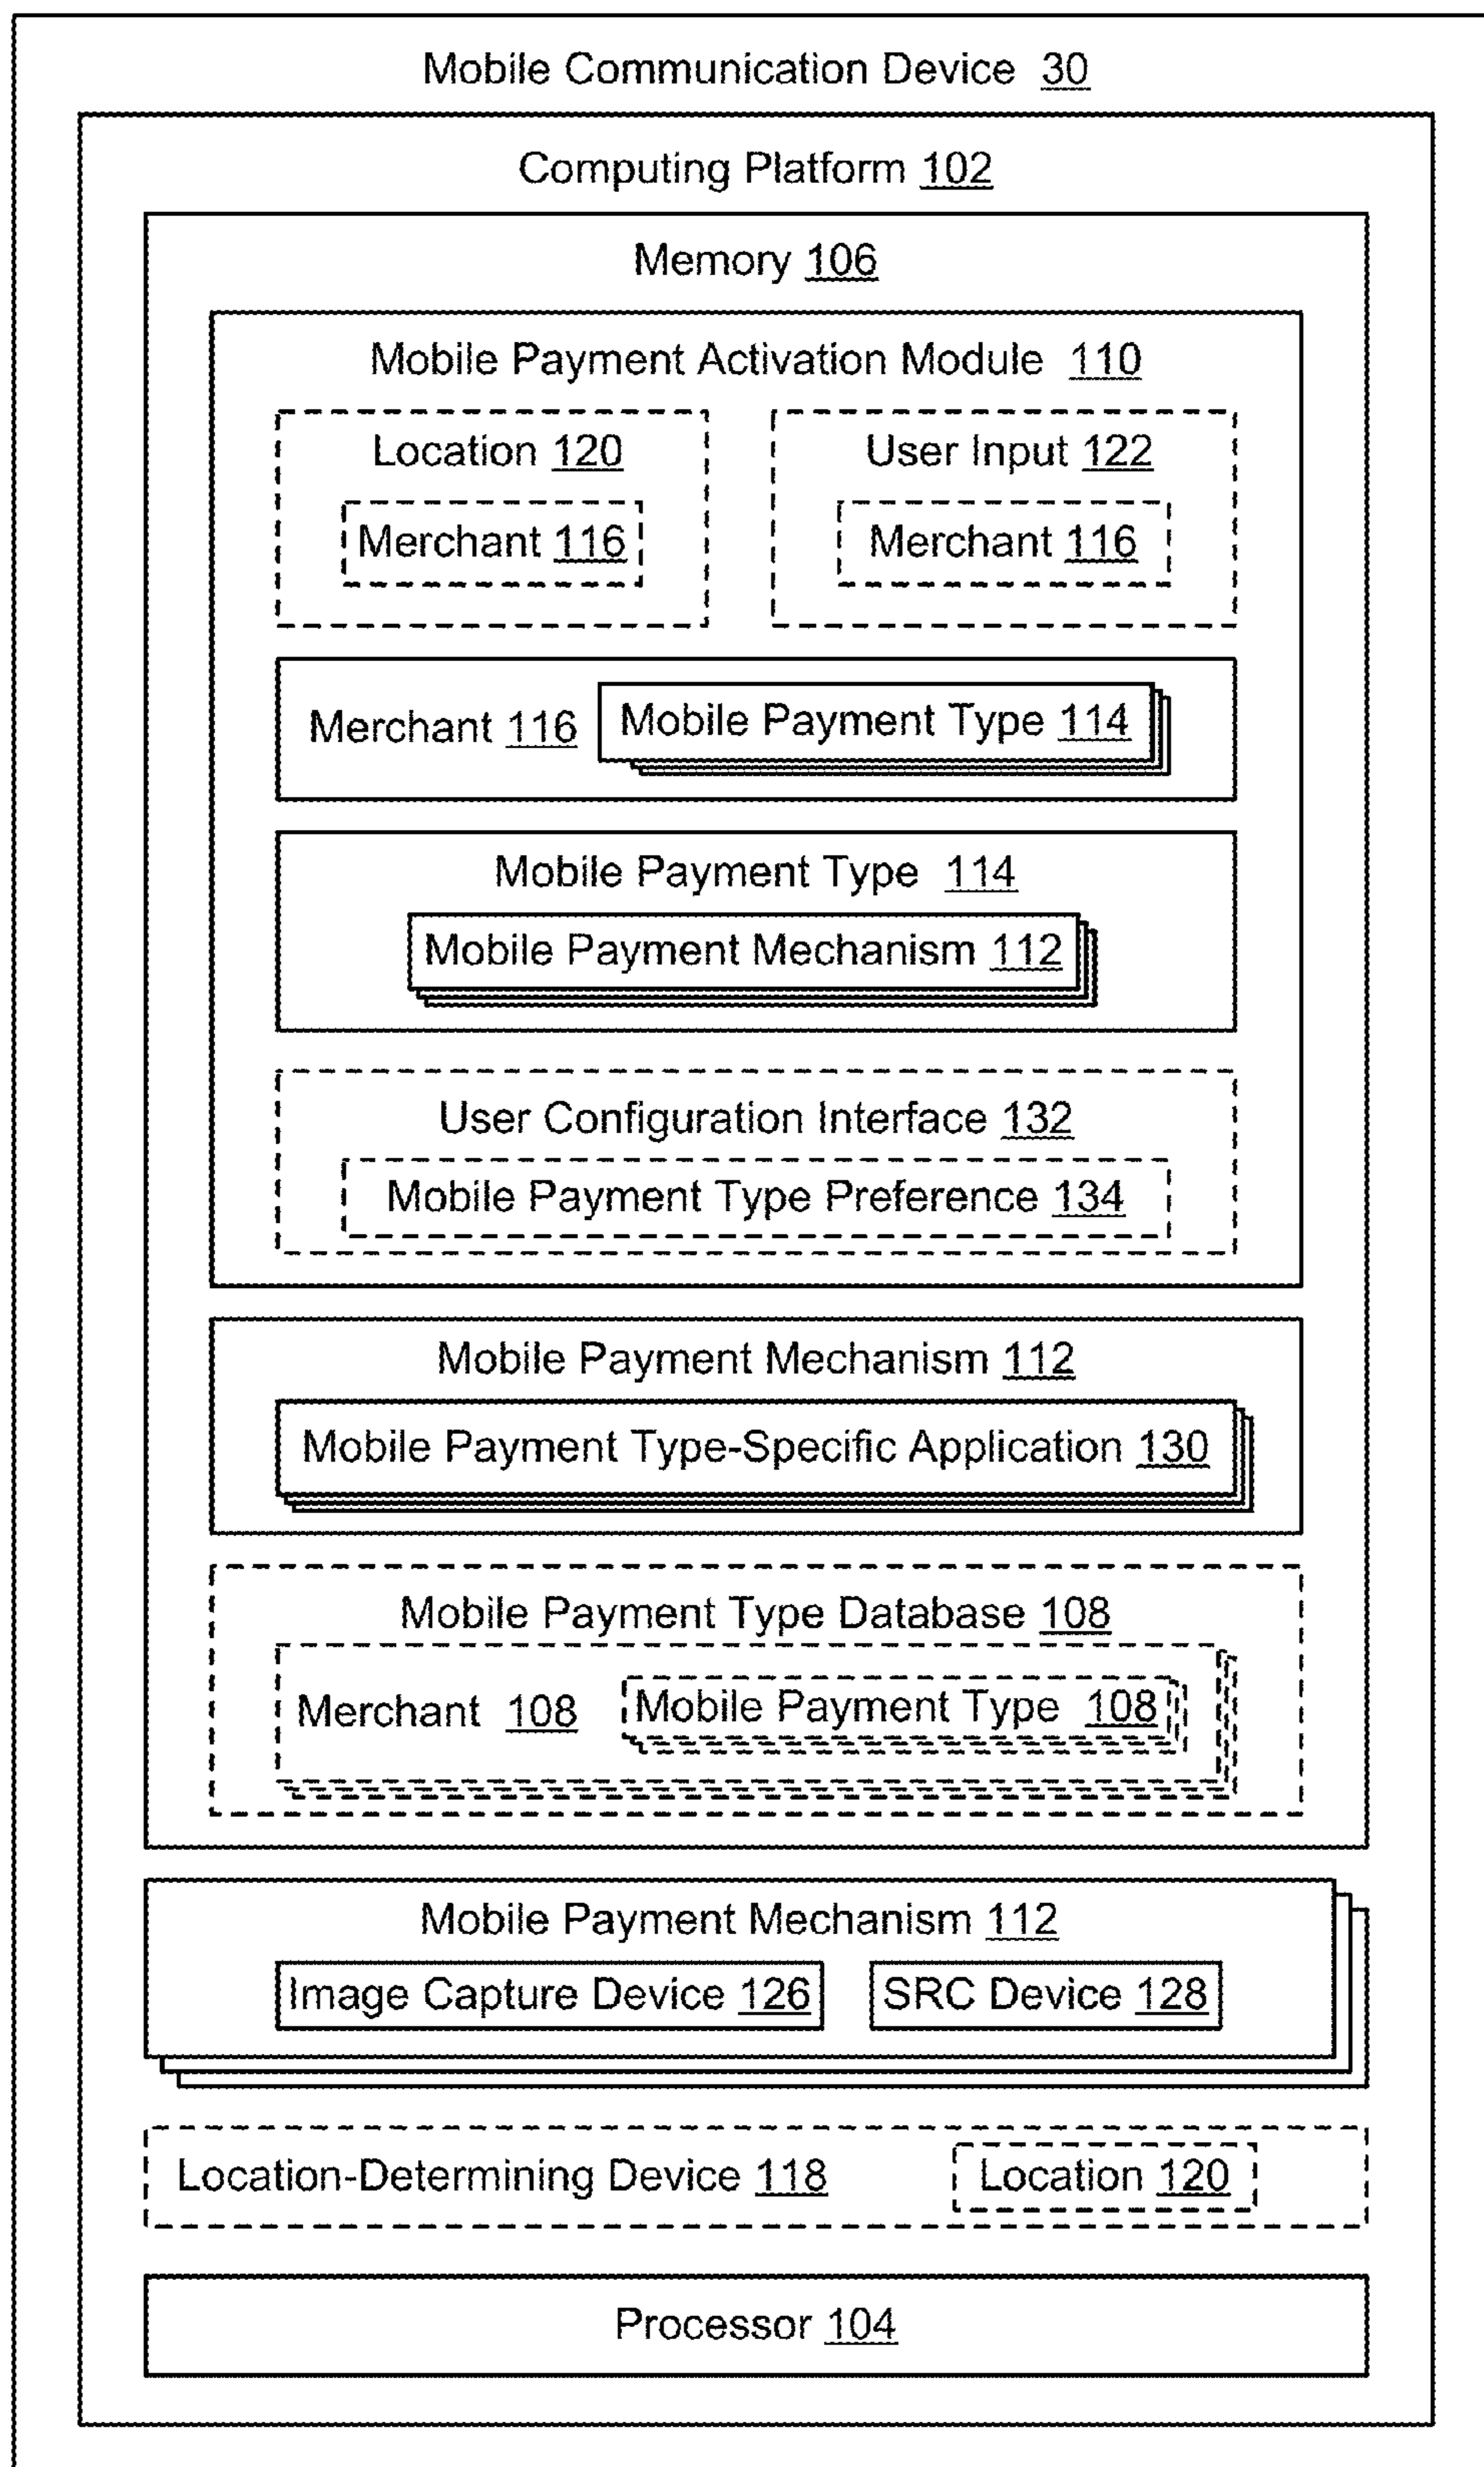 Mobile Communication Device 30
Computing Platform 102
Memory 106
Mobile Payment Activation Module 110
Location 120
Merchant 116
User Input 122
Merchant 116
Merchant 116
Mobile Payment Type 114
Mobile Payment Type 114
Mobile Payment Mechanism 112
User Configuration Interface 132
Mobile Payment Type Preference 134
Mobile Payment Mechanism 112
Mobile Payment Type-Specific Application 130
Mobile Payment Type Database 108
Merchant 108
Mobile Payment Type 108
Mobile Payment Mechanism 112
Image Capture Device 126
SRC Device 128
Location-Determining Device 118
Location 120
Processor 104